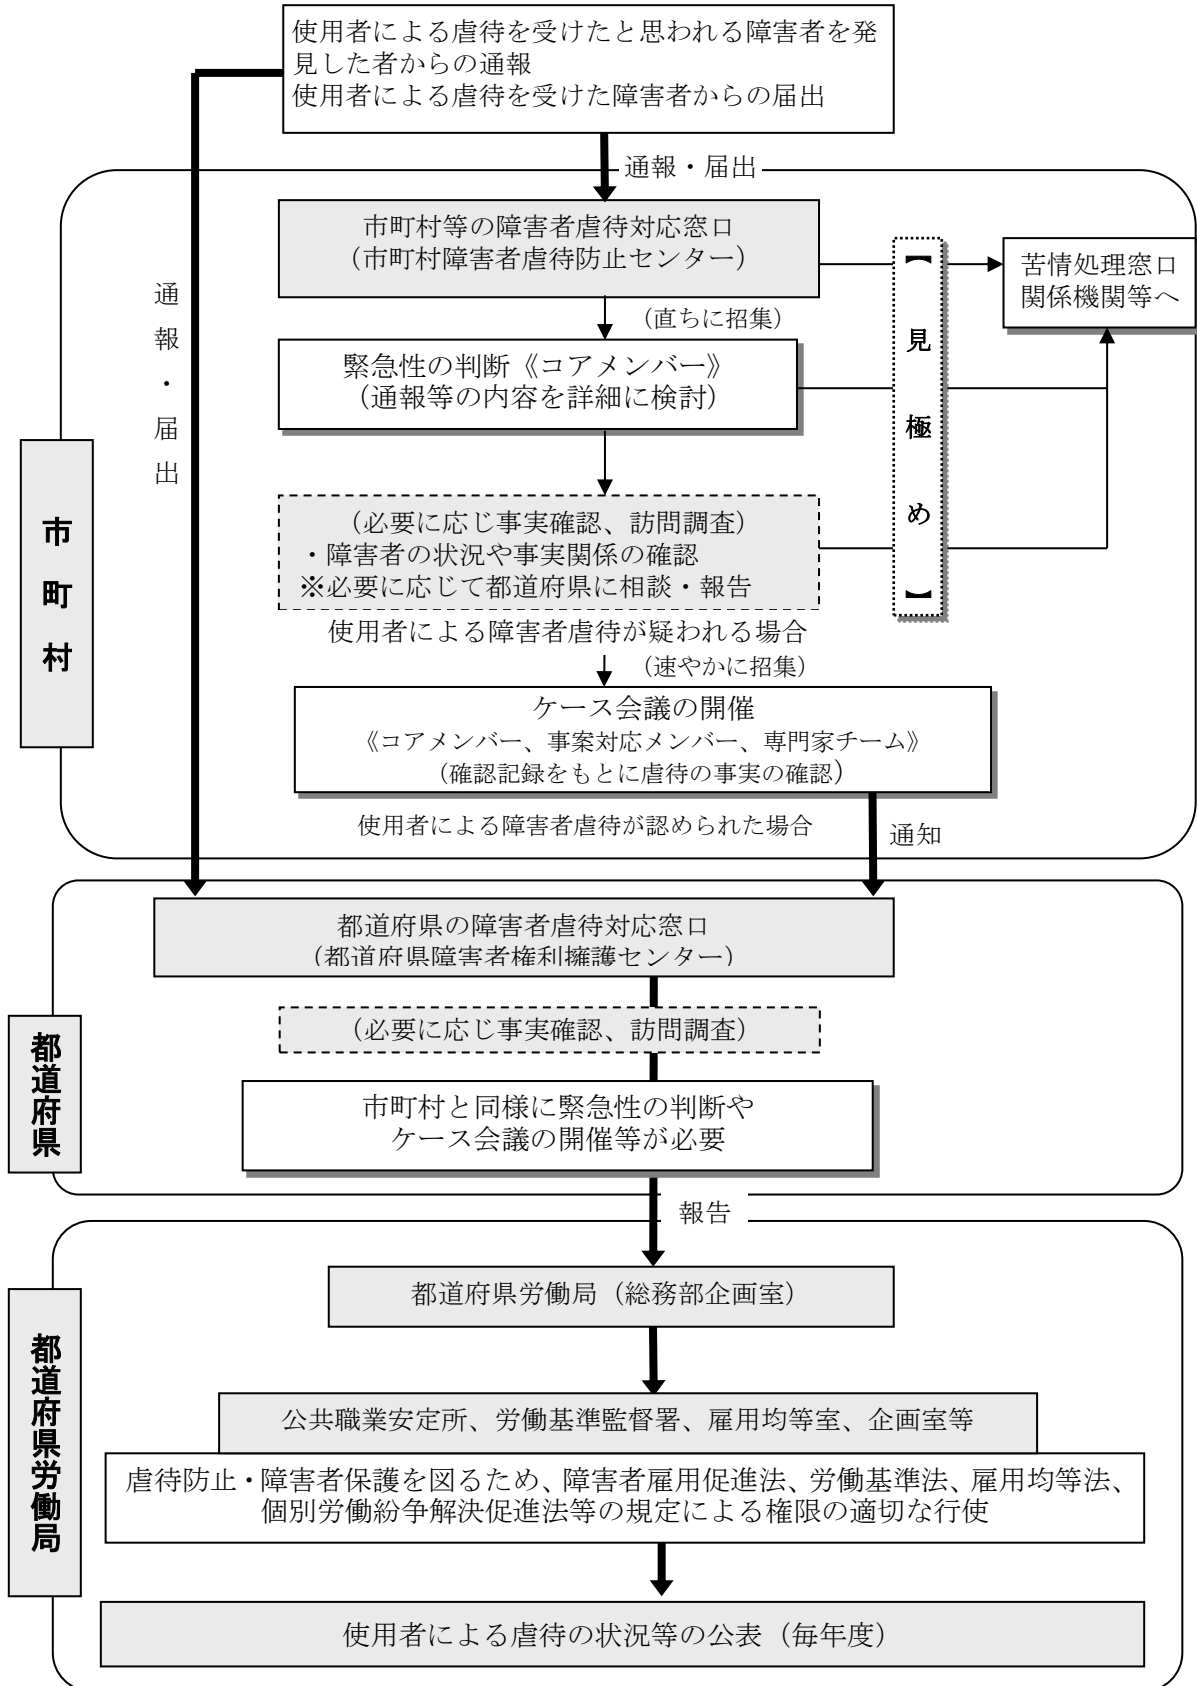 使用者による虐待を受けたと思われる障害者を発
見した者からの通報
使用者による虐待を受けた障害者からの届出
通報・届出
通報・届出
市町村
市町村等の障害者虐待対応窓口
(市町村障害者虐待防止センター)
(直ちに招集)
緊急性の判断《コアメンバー》
(通報等の内容を詳細に検討)
(必要に応じ事実確認、訪問調査)
・障害者の状況や事実関係の確認
※必要に応じて都道府県に相談・報告
【見極め】
苦情処理窓口
関係機関等へ
使用者による障害者虐待が疑われる場合
(速やかに招集)
ケース会議の開催
《コアメンバー、事案対応メンバー、専門家チーム》
(確認記録をもとに虐待の事実の確認)
使用者による障害者虐待が認められた場合
通知
都道府県
都道府県の障害者虐待対応窓口
(都道府県障害者権利擁護センター)
(必要に応じ事実確認、訪問調査)
市町村と同様に緊急性の判断や
ケース会議の開催等が必要
報告
都道府県労働局
都道府県労働局(総務部企画室)
公共職業安定所、労働基準監督署、雇用均等室、企画室等
虐待防止・障害者保護を図るため、障害者雇用促進法、労働基準法、雇用均等法、
個別労働紛争解決促進法等の規定による権限の適切な行使
使用者による虐待の状況等の公表(毎年度)